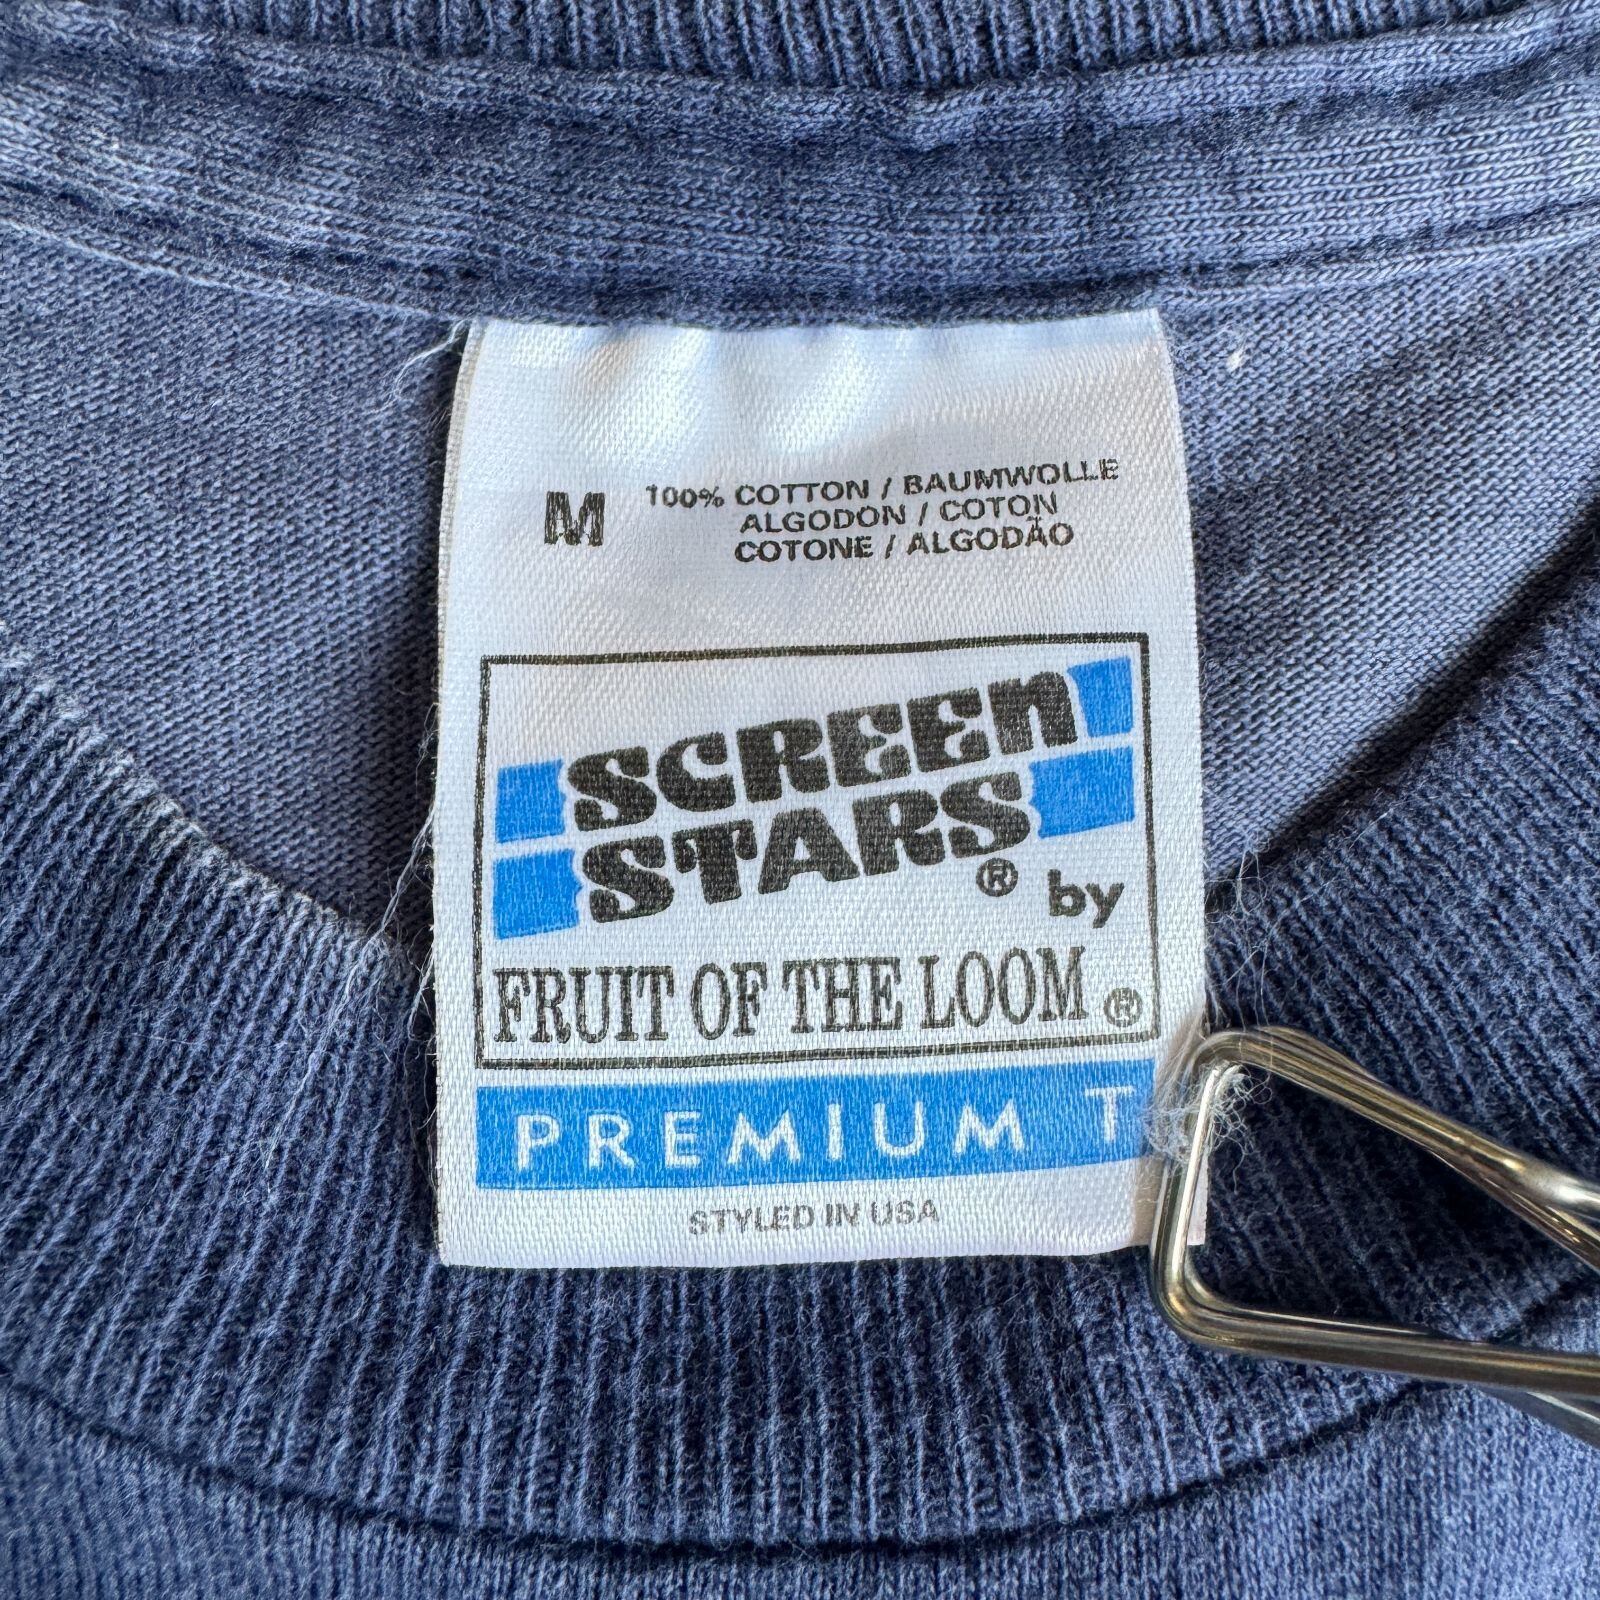 M
100% COTTON / BAUMWOLLE
ALGODON / COTON
COTONE / ALGODÃO
SCREEN
STARS® by
FRUIT OF THE LOOM®
PREMIUM T
STYLED IN USA